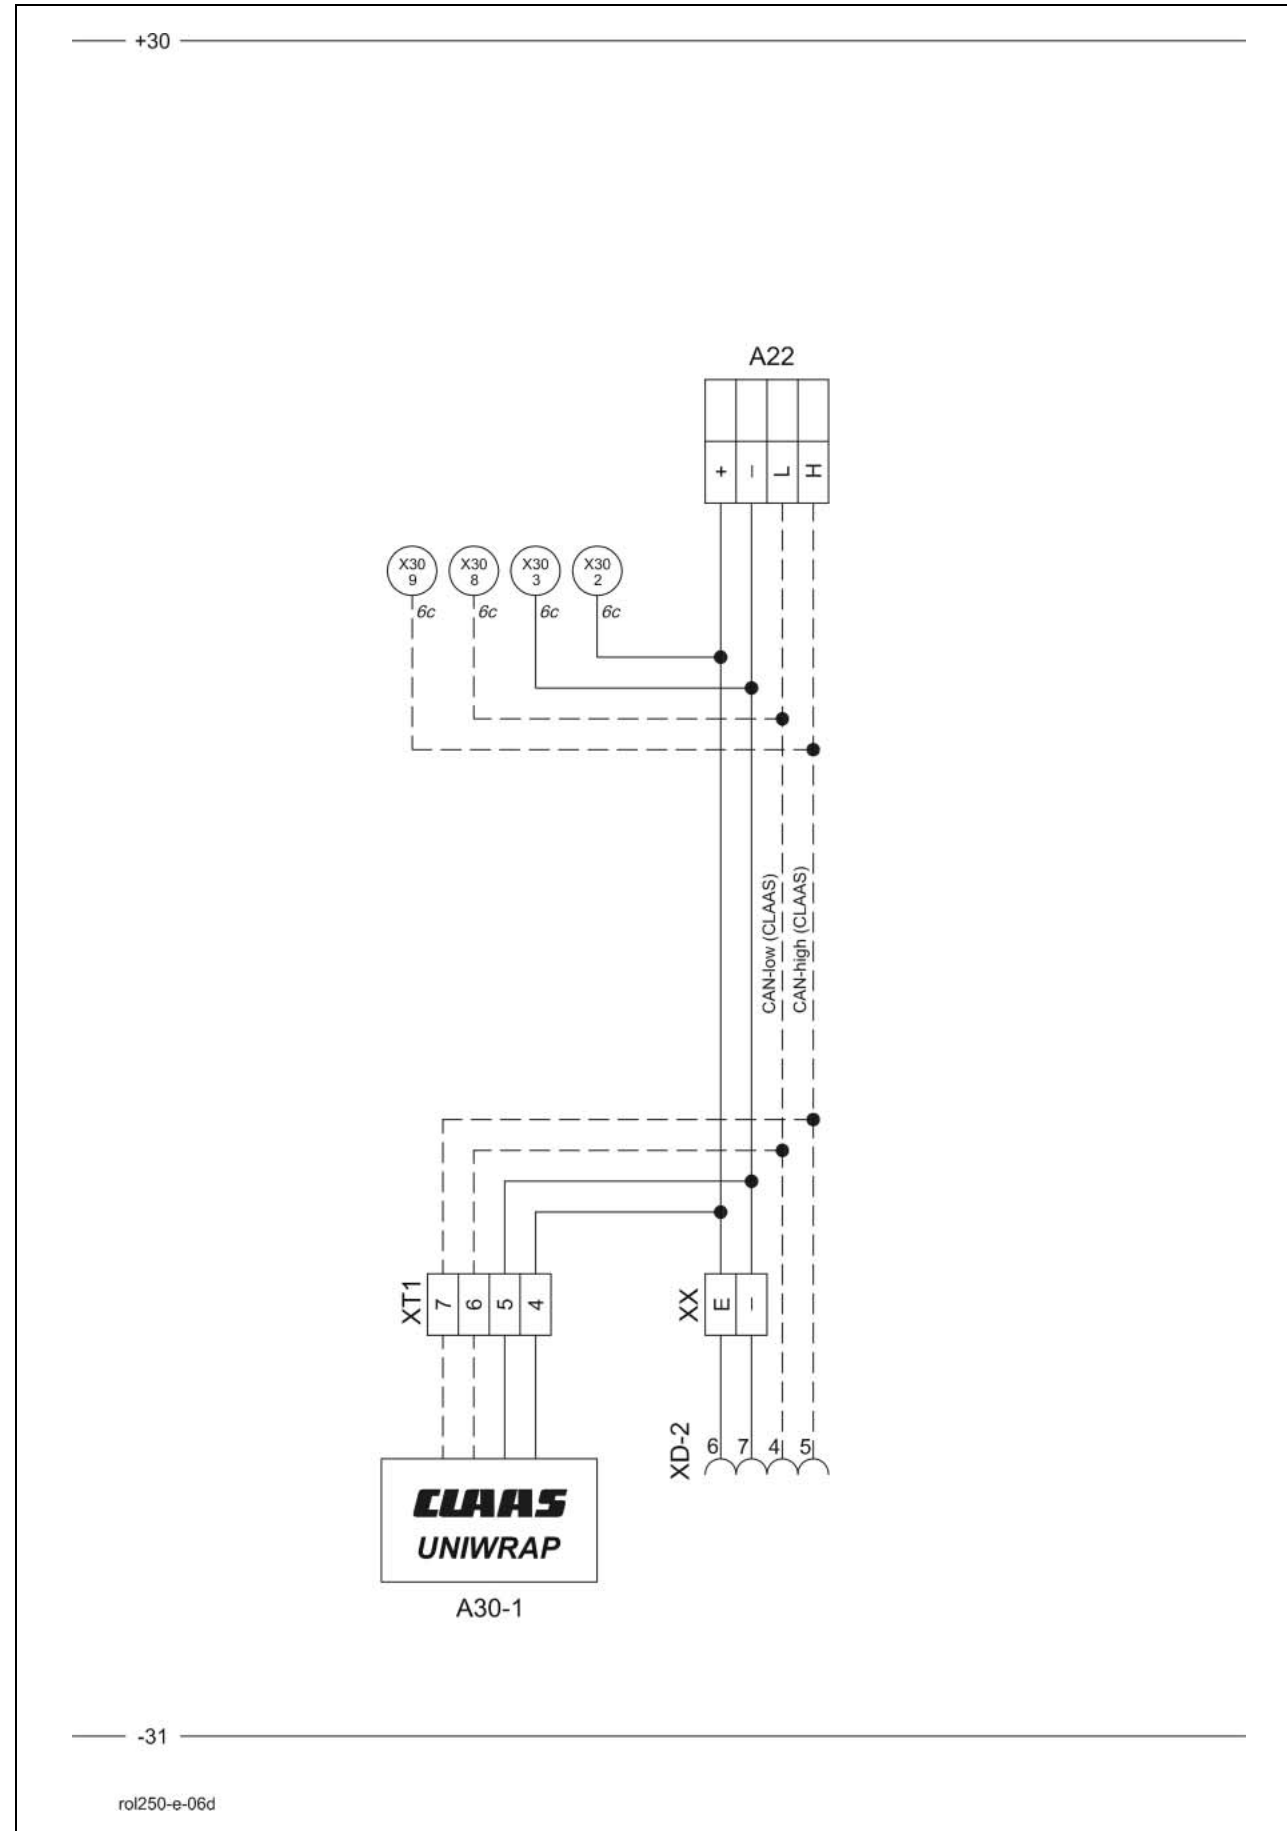 +30
A22
+ – L H
X30 X30 X30 X30
9 8 3 2
6c 6c 6c 6c
CAN-low (CLAAS)
CAN-high (CLAAS)
XT1 7 6 5 4
XX E –
XD-2 6 7 4 5
CLAAS
UNIWRAP
A30-1
-31
rol250-e-06d